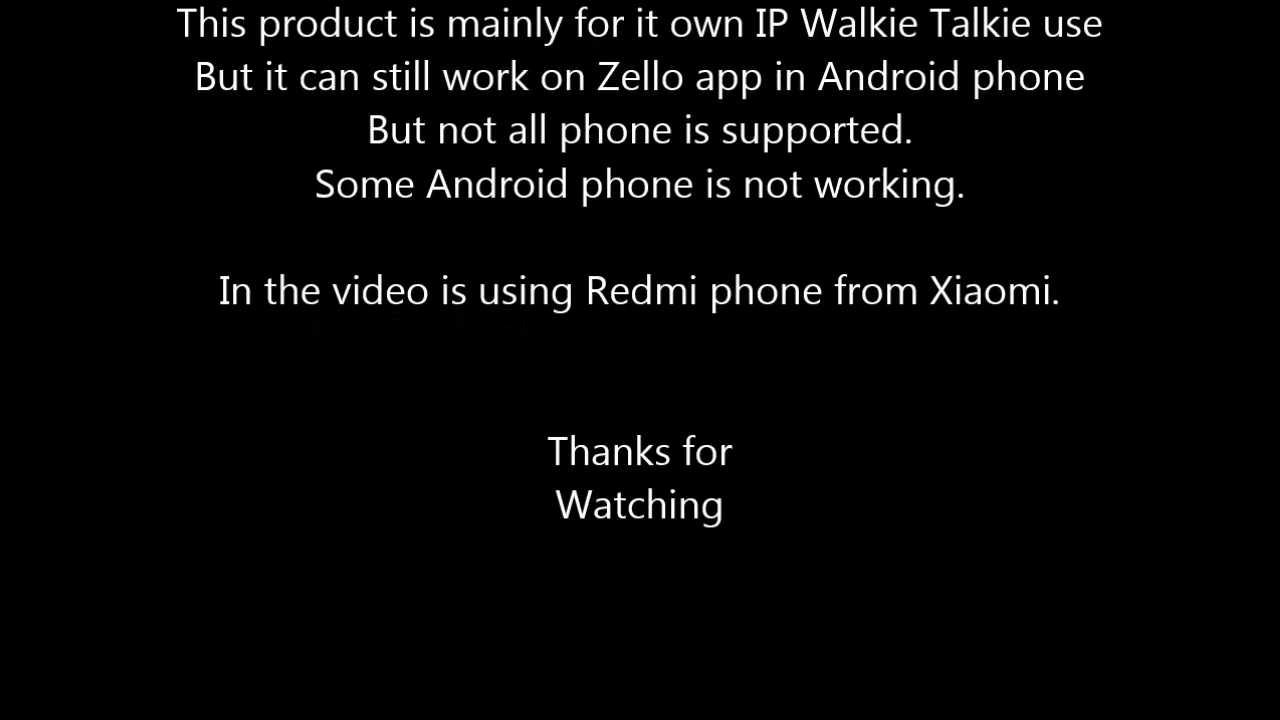 This product is mainly for it own IP Walkie Talkie use
But it can still work on Zello app in Android phone
But not all phone is supported.
Some Android phone is not working.
In the video is using Redmi phone from Xiaomi.
Thanks for
Watching